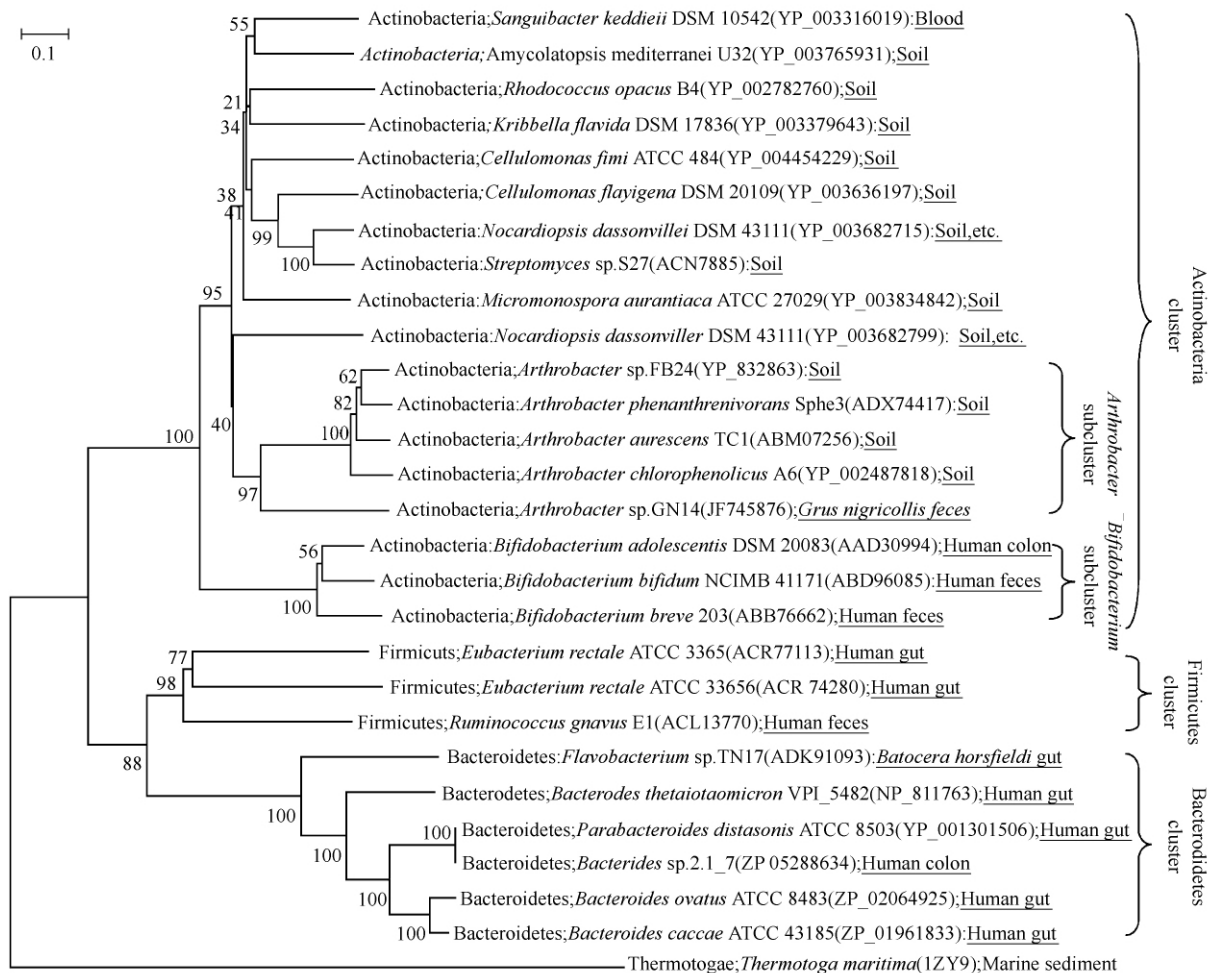 55
Actinobacteria;Sanguibacter keddieii DSM 10542(YP_003316019):Blood
0.1
Actinobacteria;Amycolatopsis mediterranei U32(YP_003765931);Soil
21
Actinobacteria;Rhodococcus opacus B4(YP_002782760);Soil
34
Actinobacteria;Kribbella flavida DSM 17836(YP_003379643):Soil
Actinobacteria;Cellulomonas fimi ATCC 484(YP_004454229);Soil
38
Actinobacteria;Cellulomonas flayigena DSM 20109(YP_003636197);Soil
41
99
Actinobacteria:Nocardiopsis dassonvillei DSM 43111(YP_003682715):Soil,etc.
100
Actinobacteria:Streptomyces sp.S27(ACN7885):Soil
95
Actinobacteria:Micromonospora aurantiaca ATCC 27029(YP_003834842);Soil
Actinobacteria:Nocardiopsis dassonviller DSM 43111(YP_003682799): Soil,etc.
62
Actinobacteria;Arthrobacter sp.FB24(YP_832863):Soil
82
Actinobacteria:Arthrobacter phenanthrenivorans Sphe3(ADX74417):Soil
100
40
100
Actinobacteria;Arthrobacter aurescens TC1(ABM07256);Soil
Actinobacteria;Arthrobacter chlorophenolicus A6(YP_002487818);Soil
97
Actinobacteria;Arthrobacter sp.GN14(JF745876);Grus nigricollis feces
56
Actinobacteria:Bifidobacterium adolescentis DSM 20083(AAD30994);Human colon
Actinobacteria;Bifidobacterium bifidum NCIMB 41171(ABD96085):Human feces
100
Actinobacteria;Bifidobacterium breve 203(ABB76662);Human feces
77
Firmicuts;Eubacterium rectale ATCC 3365(ACR77113);Human gut
98
Firmicutes;Eubacterium rectale ATCC 33656(ACR 74280);Human gut
Firmicutes;Ruminococcus gnavus E1(ACL13770);Human feces
88
Bacteroidetes:Flavobacterium sp.TN17(ADK91093):Batocera horsfieldi gut
100
Bacterodetes;Bacterodes thetaiotaomicron VPI_5482(NP_811763);Human gut
100
100
Bacteroidetes;Parabacteroides distasonis ATCC 8503(YP_001301506);Human gut
Bacteroidetes;Bacterides sp.2.1_7(ZP 05288634);Human colon
100
Bacteroidetes;Bacteroides ovatus ATCC 8483(ZP_02064925);Human gut
100
Bacteroidetes;Bacteroides caccae ATCC 43185(ZP_01961833):Human gut
Thermotogae;Thermotoga maritima(1ZY9);Marine sediment
Actinobacteria
cluster
Arthrobacter
subcluster
Bifidobacterium
subcluster
Firmicutes
cluster
Bacterodidetes
cluster